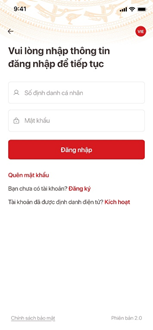 9:41
VNE
Vui lòng nhập thông tin
đăng nhập để tiếp tục
Số định danh cá nhân
Mật khẩu
Đăng nhập
Quên mật khẩu
Bạn chưa có tài khoản? Đăng ký
Tài khoản đã được định danh điện tử? Kích hoạt
Chính sách bảo mật
Phiên bản 2.0